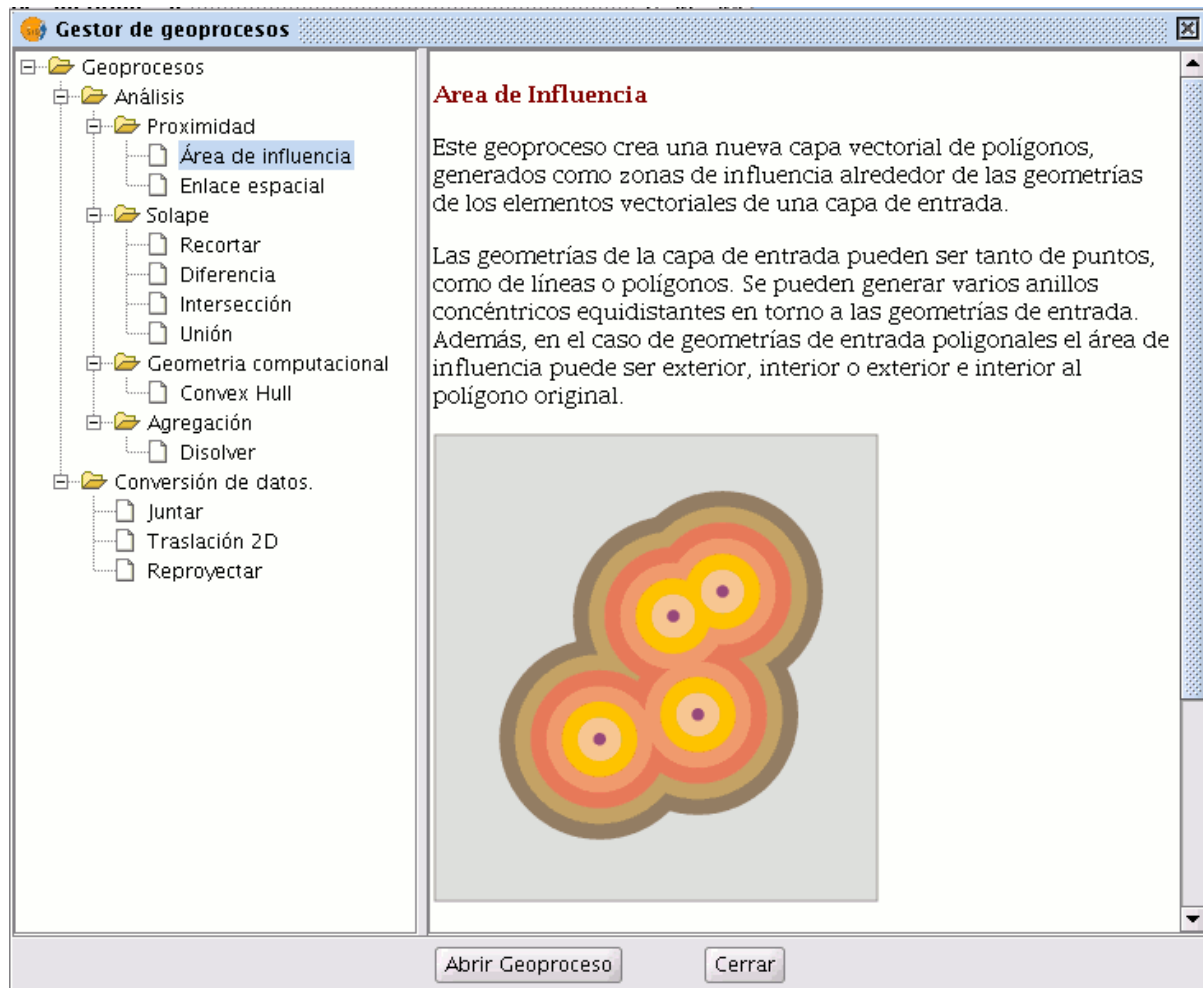 Gestor de geoprocesos
Geoprocesos
Análisis
Proximidad
Área de influencia
Enlace espacial
Solape
Recortar
Diferencia
Intersección
Unión
Geometria computacional
Convex Hull
Agregación
Disolver
Conversión de datos.
Juntar
Traslación 2D
Reproyectar
Area de Influencia
Este geoproceso crea una nueva capa vectorial de polígonos,
generados como zonas de influencia alrededor de las geometrías
de los elementos vectoriales de una capa de entrada.
Las geometrías de la capa de entrada pueden ser tanto de puntos,
como de líneas o polígonos. Se pueden generar varios anillos
concéntricos equidistantes en torno a las geometrías de entrada.
Además, en el caso de geometrías de entrada poligonales el área de
influencia puede ser exterior, interior o exterior e interior al
polígono original.
Abrir Geoproceso
Cerrar